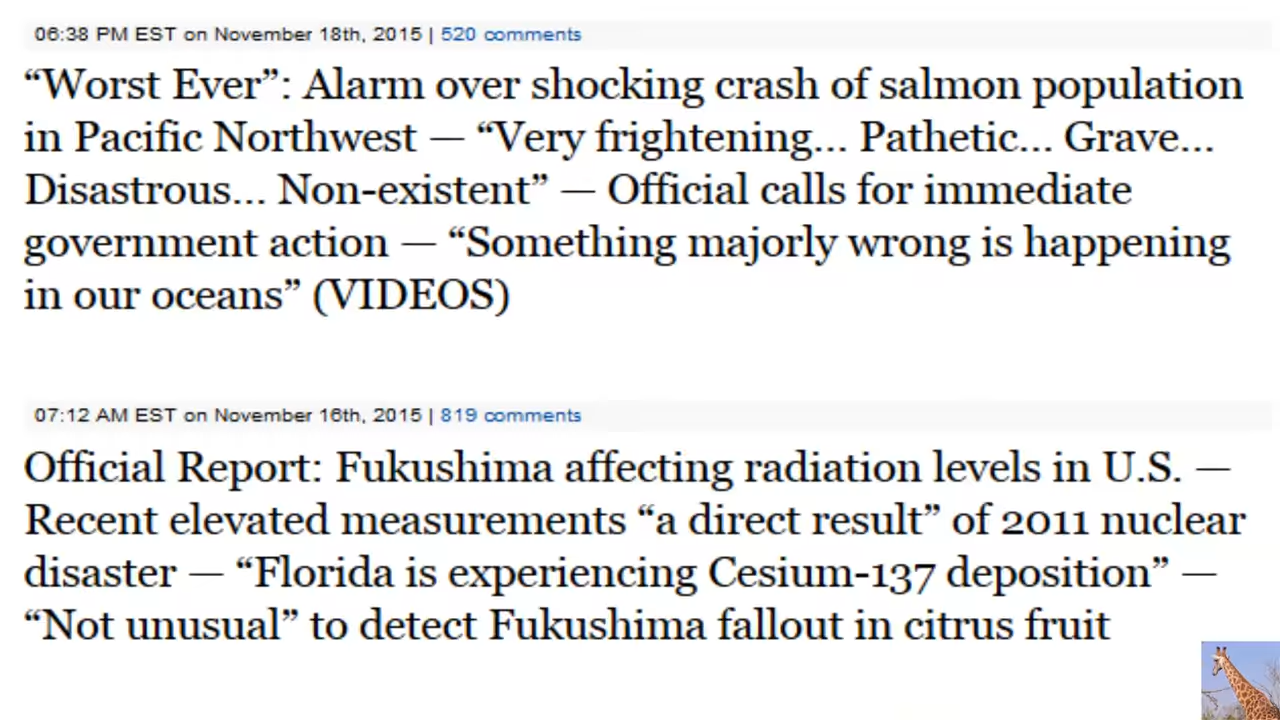 06:38 PM EST on November 18th, 2015 | 520 comments
“Worst Ever”: Alarm over shocking crash of salmon population
in Pacific Northwest — “Very frightening... Pathetic... Grave...
Disastrous... Non-existent” — Official calls for immediate
government action — “Something majorly wrong is happening
in our oceans” (VIDEOS)
07:12 AM EST on November 16th, 2015 | 819 comments
Official Report: Fukushima affecting radiation levels in U.S. —
Recent elevated measurements “a direct result” of 2011 nuclear
disaster — “Florida is experiencing Cesium-137 deposition” —
“Not unusual” to detect Fukushima fallout in citrus fruit